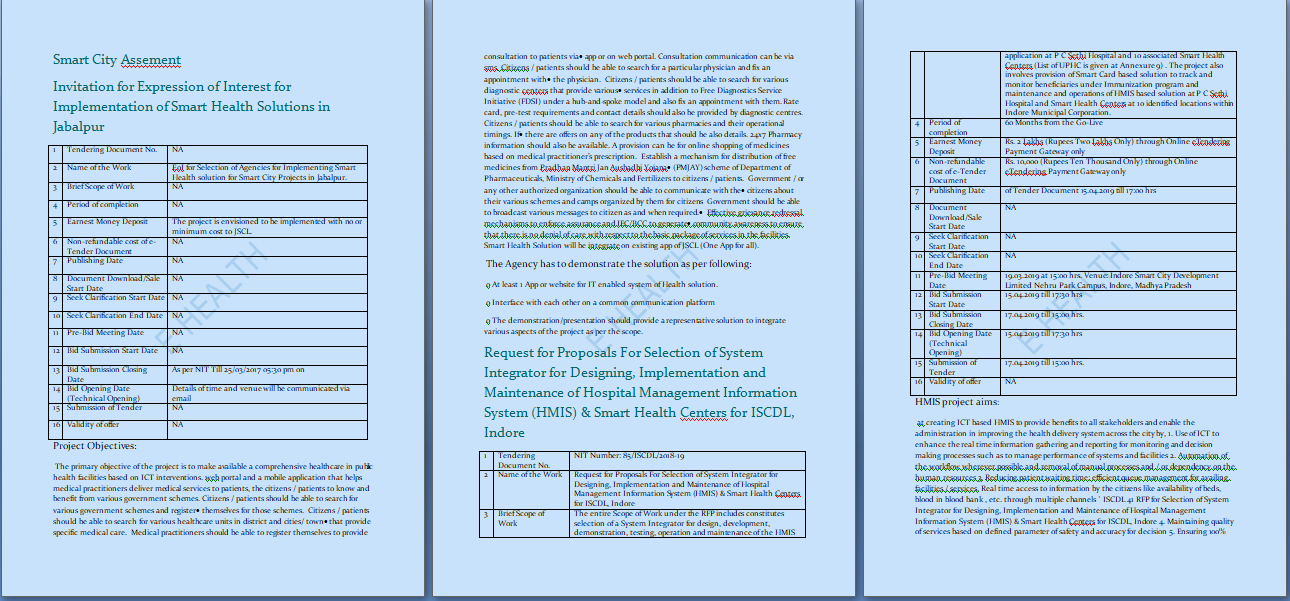 Smart City Assement
Invitation for Expression of Interest for
Implementation of Smart Health Solutions in
Jabalpur
1 Tendering Document No. NA
2 Name of the Work EoI for Selection of Agencies for Implementing Smart
Health solution for Smart City Projects in Jabalpur.
3 Brief Scope of Work NA
4 Period of completion NA
5 Earnest Money Deposit The project is envisioned to be implemented with no or
minimum cost to JSCL
6 Non-refundable cost of e- NA
Tender Document
7 Publishing Date NA
8 Document Download/Sale NA
Start Date
9 Seek Clarification Start Date NA
10 Seek Clarification End Date NA
11 Pre-Bid Meeting Date NA
12 Bid Submission Start Date NA
13 Bid Submission Closing As per NIT Till 25/03/2017 05:30 pm on
Date
14 Bid Opening Date Details of time and venue will be communicated via
(Technical Opening) email
15 Submission of Tender NA
16 Validity of offer NA
Project Objectives:
The primary objective of the project is to make available a comprehensive healthcare in public
health facilities based on ICT interventions. web portal and a mobile application that helps
medical practitioners deliver medical services to patients, the citizens / patients to know and
benefit from various government schemes. Citizens / patients should be able to search for
various government schemes and register• themselves for those schemes. Citizens / patients
should be able to search for various healthcare units in district and cities/ town• that provide
specific medical care. Medical practitioners should be able to register themselves to provide
E-HEALTH
consultation to patients via• app or on web portal. Consultation communication can be via
sms. Citizens / patients should be able to search for a particular physician and fix an
appointment with• the physician. Citizens / patients should be able to search for various
diagnostic centers that provide various• services in addition to Free Diagnostics Service
Initiative (FDSI) under a hub-and-spoke model and also fix an appointment with them. Rate
card, pre-test requirements and contact details should also be provided by diagnostic centres.
Citizens / patients should be able to search for various pharmacies and their operational
timings. If• there are offers on any of the products that should be also details. 24x7 Pharmacy
information should also be available. A provision can be for online shopping of medicines
based on medical practitioner's prescription. Establish a mechanism for distribution of free
medicines from Pradhan Mantri Jan Aushadhi Yojana• (PMJAY) scheme of Department of
Pharmaceuticals, Ministry of Chemicals and Fertilizers to citizens / patients. Government / or
any other authorized organization should be able to communicate with the• citizens about
their various schemes and camps organized by them for citizens Government should be able
to broadcast various messages to citizen as and when required.• Effective grievance redressal
mechanisms to enforce assurance and IEC/BCC to generate• community awareness to ensure
that there is no denial of care with respect to the basic package of services in the facilities.
Smart Health Solution will be integrate on existing app of JSCL (One App for all).
The Agency has to demonstrate the solution as per following:
o At least 1 App or website for IT enabled system of Health solution.
o Interface with each other on a common communication platform
o The demonstration/presentation should provide a representative solution to integrate
various aspects of the project as per the scope.
Request for Proposals For Selection of System
Integrator for Designing, Implementation and
Maintenance of Hospital Management Information
System (HMIS) & Smart Health Centers for ISCDL,
Indore
1 Tendering NIT Number: 85/ISCDL/2018-19
Document No.
2 Name of the Work Request for Proposals For Selection of System Integrator for
Designing, Implementation and Maintenance of Hospital
Management Information System (HMIS) & Smart Health Centers
for ISCDL, Indore
3 Brief Scope of The entire Scope of Work under the RFP includes constitutes
Work selection of a System Integrator for design, development,
demonstration, testing, operation and maintenance of the HMIS
E-HEALTH
application at P C Sethi Hospital and 10 associated Smart Health
Centers (List of UPHC is given at Annexure 9) . The project also
involves provision of Smart Card based solution to track and
monitor beneficiaries under Immunization program and
maintenance and operations of HMIS based solution at P C Sethi
Hospital and Smart Health Centers at 10 identified locations within
Indore Municipal Corporation.
4 Period of 60 Months from the Go-Live
completion
5 Earnest Money Rs. 2 Lakhs (Rupees Two Lakhs Only) through Online eTendering
Deposit Payment Gateway only
6 Non-refundable Rs. 10,000 (Rupees Ten Thousand Only) through Online
cost of e-Tender eTendering Payment Gateway only
Document
7 Publishing Date of Tender Document 15.04.2019 till 17:00 hrs
8 Document NA
Download/Sale
Start Date
9 Seek Clarification NA
Start Date
10 Seek Clarification NA
End Date
11 Pre-Bid Meeting 19.03.2019 at 15:00 hrs, Venue: Indore Smart City Development
Date Limited Nehru Park Campus, Indore, Madhya Pradesh
12 Bid Submission 15.04.2019 till 17:30 hrs
Start Date
13 Bid Submission 17.04.2019 till 15:00 hrs.
Closing Date
14 Bid Opening Date 15.04.2019 till 17:30 hrs
(Technical
Opening)
15 Submission of 17.04.2019 till 15:00 hrs.
Tender
16 Validity of offer NA
HMIS project aims:
at creating ICT based HMIS to provide benefits to all stakeholders and enable the
administration in improving the health delivery system across the city by, 1. Use of ICT to
enhance the real time information gathering and reporting for monitoring and decision
making processes such as to manage performance of systems and facilities 2. Automation of
the workflow wherever possible and removal of manual processes and / or dependency on the
human resources 3. Reducing patient waiting time, efficient queue management for availing
facilities / services. Real time access to information by the citizens like availability of beds,
blood in blood bank , etc. through multiple channels ' ISCDL 41 RFP for Selection of System
Integrator for Designing, Implementation and Maintenance of Hospital Management
Information System (HMIS) & Smart Health Centers for ISCDL, Indore 4. Maintaining quality
of services based on defined parameter of safety and accuracy for decision 5. Ensuring 100%
E-HEALTH